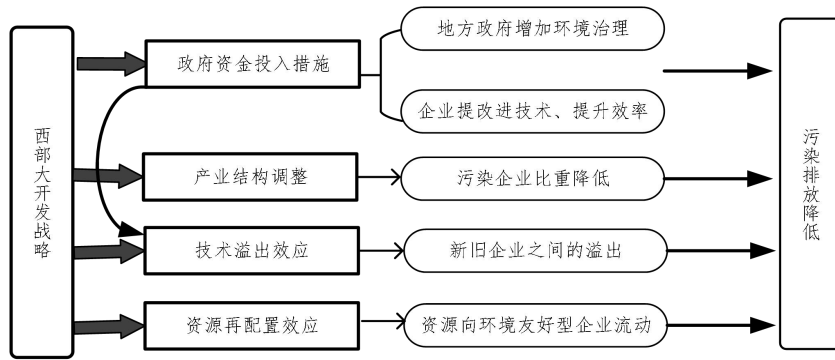 西部大开发战略
政府资金投入措施
地方政府增加环境治理
企业提改进技术、提升效率
产业结构调整
污染企业比重降低
技术溢出效应
新旧企业之间的溢出
资源再配置效应
资源向环境友好型企业流动
污染排放降低